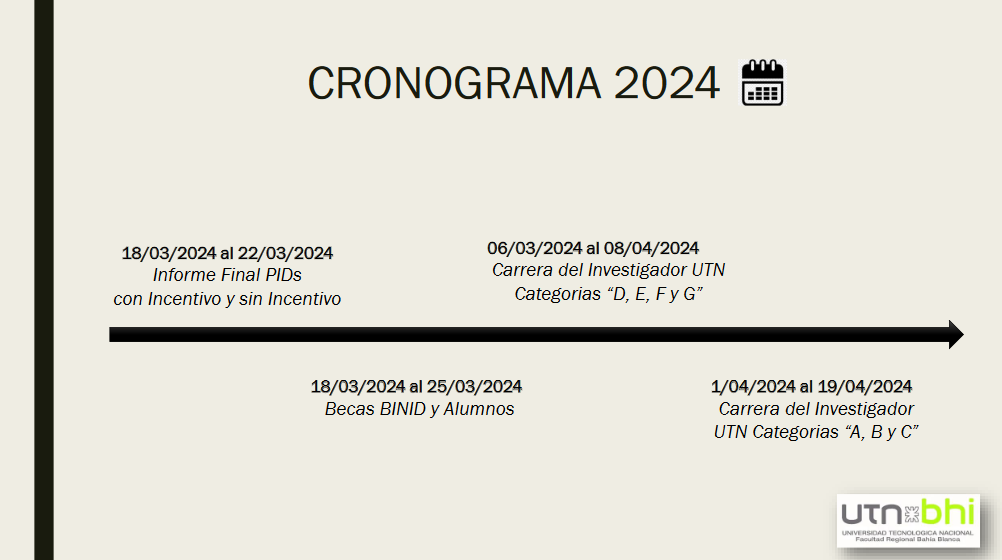 CRONOGRAMA 2024
18/03/2024 al 22/03/2024
Informe Final PIDs
con Incentivo y sin Incentivo
06/03/2024 al 08/04/2024
Carrera del Investigador UTN
Categorias “D, E, F y G”
18/03/2024 al 25/03/2024
Becas BINID y Alumnos
1/04/2024 al 19/04/2024
Carrera del Investigador
UTN Categorias “A, B y C”
utn bhi
UNIVERSIDAD TECNOLOGICA NACIONAL
Facultad Regional Bahia Blanca